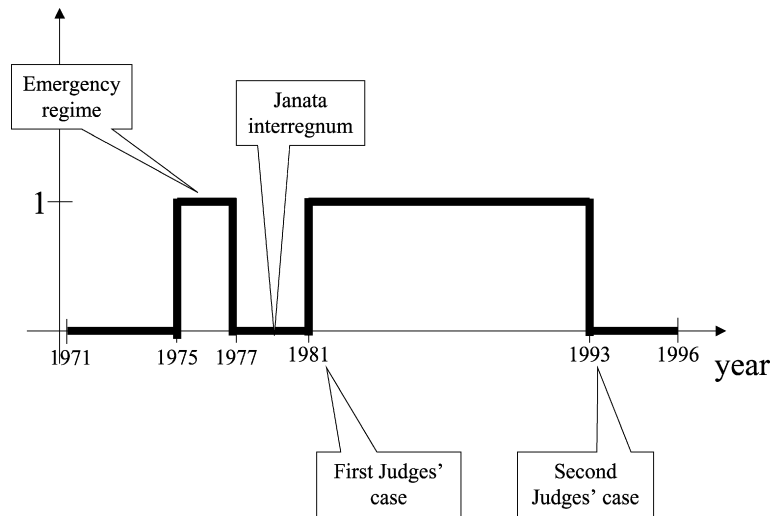 Emergency
regime
Janata
interregnum
1
1971
1975
1977
1981
1993
1996
year
First Judges’
case
Second
Judges’ case